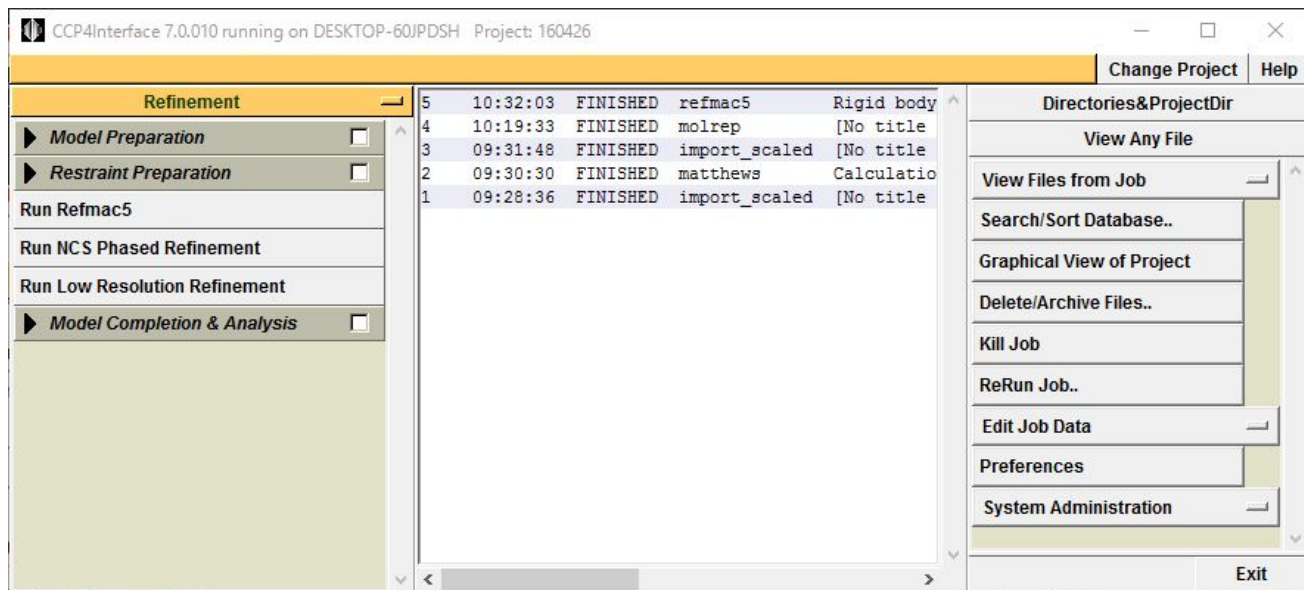 CCP4Interface 7.0.010 running on DESKTOP-60JPDSH Project: 160426
Change Project Help
Refinement
Model Preparation
Restraint Preparation
Run Refmac5
Run NCS Phased Refinement
Run Low Resolution Refinement
Model Completion & Analysis
5 10:32:03 FINISHED refmac5 Rigid body
4 10:19:33 FINISHED molrep [No title
3 09:31:48 FINISHED import_scaled [No title
2 09:30:30 FINISHED matthews Calculatio
1 09:28:36 FINISHED import_scaled [No title
Directories&ProjectDir
View Any File
View Files from Job
Search/Sort Database..
Graphical View of Project
Delete/Archive Files..
Kill Job
ReRun Job..
Edit Job Data
Preferences
System Administration
Exit